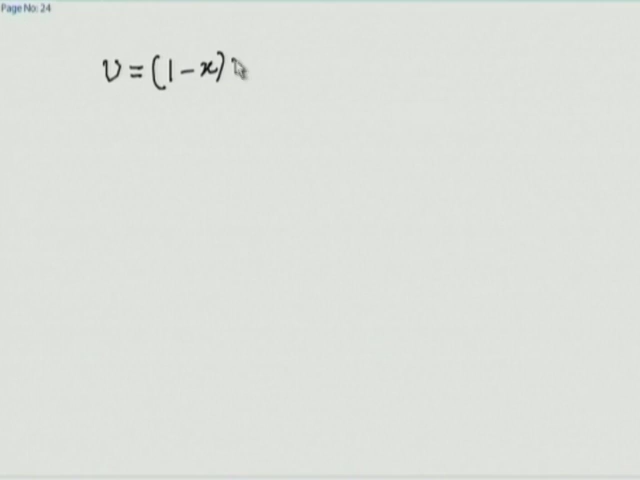 Page No: 24
v = (1 - x)